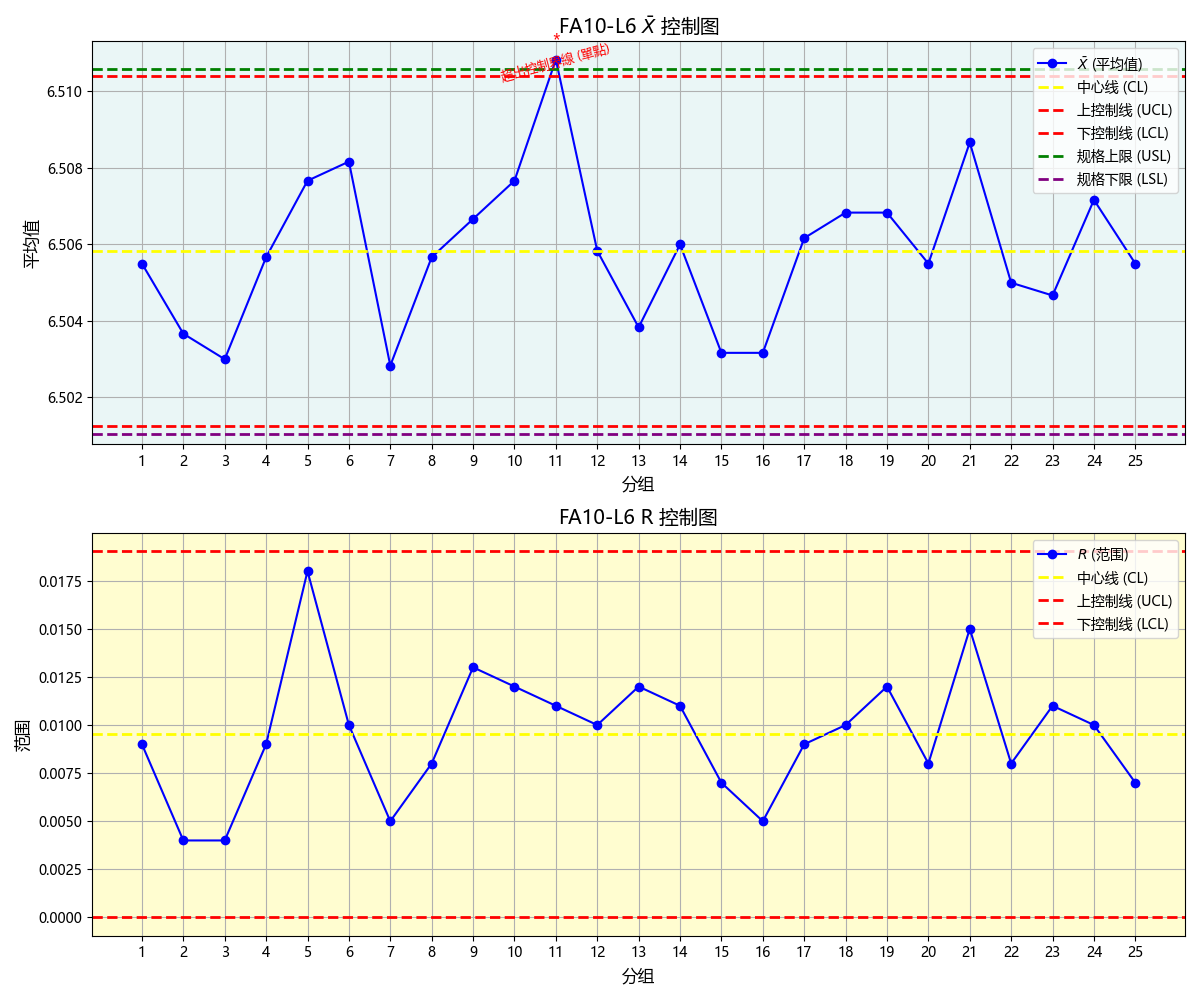 FA10-L6 X̄ 控制图
*
超出控制界線 (單點)
X̄ (平均值)
中心线 (CL)
上控制线 (UCL)
下控制线 (LCL)
规格上限 (USL)
规格下限 (LSL)
平均值
6.510
6.508
6.506
6.504
6.502
1 2 3 4 5 6 7 8 9 10 11 12 13 14 15 16 17 18 19 20 21 22 23 24 25
分组
FA10-L6 R 控制图
R (范围)
中心线 (CL)
上控制线 (UCL)
下控制线 (LCL)
范围
0.0175
0.0150
0.0125
0.0100
0.0075
0.0050
0.0025
0.0000
1 2 3 4 5 6 7 8 9 10 11 12 13 14 15 16 17 18 19 20 21 22 23 24 25
分组